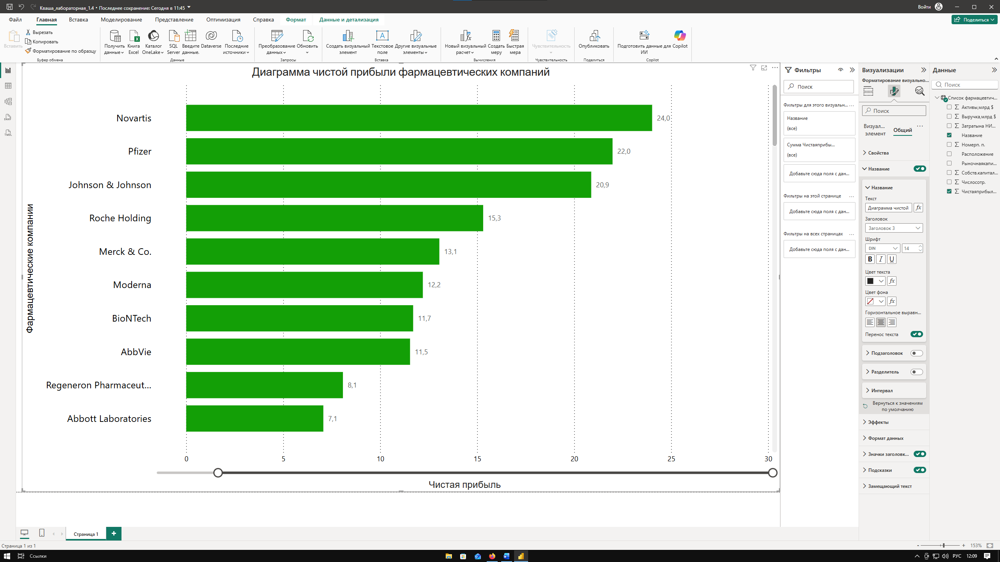 Кваша_лабораторная_1.4 • Последнее сохранение: Сегодня в 11:45
Войти
Файл
Главная
Вставка
Моделирование
Представление
Оптимизация
Справка
Формат
Данные и детализация
Поделиться
Вставить
Вырезать
Копировать
Форматирование по образцу
Буфер обмена
Получить данные
Книга Excel
Каталог OneLake
SQL Server
Введите данные.
Dataverse
Последние источники
Данные
Преобразование данных
Обновить
Запросы
Создать визуальный элемент
Текстовое поле
Другие визуальные элементы
Вставка
Новый визуальный расчет
Создать меру
Быстрая мера
Вычисления
Чувствительность
Чувствительность
Опубликовать
Поделиться
Подготовить данные для ИИ
Copilot
Copilot
DAX
TMDL
Диаграмма чистой прибыли фармацевтических компаний
Фармацевтические компании
Novartis
24,0
Pfizer
22,0
Johnson & Johnson
20,9
Roche Holding
15,3
Merck & Co.
13,1
Moderna
12,2
BioNTech
11,7
AbbVie
11,5
Regeneron Pharmaceut...
8,1
Abbott Laboratories
7,1
0 5 10 15 20 25 30
Чистая прибыль
Фильтры
Поиск
Фильтры для этого визуальн... ...
Название
(все)
Сумма Чистаяприбы...
(все)
Добавьте сюда поля с дан...
Фильтры на этой странице ...
Добавьте сюда поля с дан...
Фильтры на всех страницах ...
Добавьте сюда поля с дан...
Визуализации
Форматирование визуально...
Поиск
Визуал... элемент
Общий
...
Свойства
Название
Название
Текст
Диаграмма чистой
fx
Заголовок
Заголовок 3
Шрифт
DIN
14
B I U
Цвет текста
fx
Цвет фона
fx
Горизонтальное выравн...
Перенос текста
Подзаголовок
Разделитель
Интервал
Вернуться к значениям
по умолчанию
Эффекты
Формат данных
Значки заголовк...
Подсказки
Замещающий текст
Данные
Поиск
Список фармацевтич...
Активы,млрд $
Выручка,млрд $
Затратына НИ...
Название
Номерп. п.
Расположение
Рыночнаякапи...
Собств.капитал...
Числосотр.
Чистаяприбыл...
Страница 1
+
Страница 1 из 1
- + 153%
Ссылки
РУС
12:09